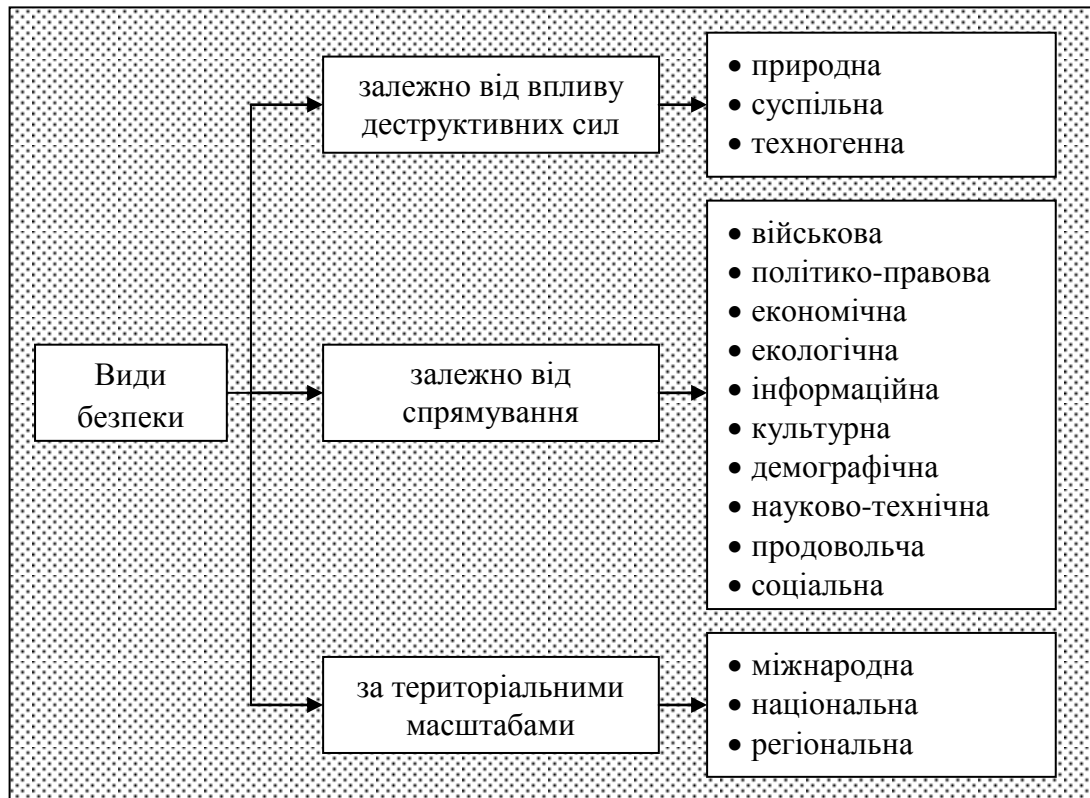 Види
безпеки
залежно від впливу
деструктивних сил
• природна
• суспільна
• техногенна
залежно від
спрямування
• військова
• політико-правова
• економічна
• екологічна
• інформаційна
• культурна
• демографічна
• науково-технічна
• продовольча
• соціальна
за територіальними
масштабами
• міжнародна
• національна
• регіональна